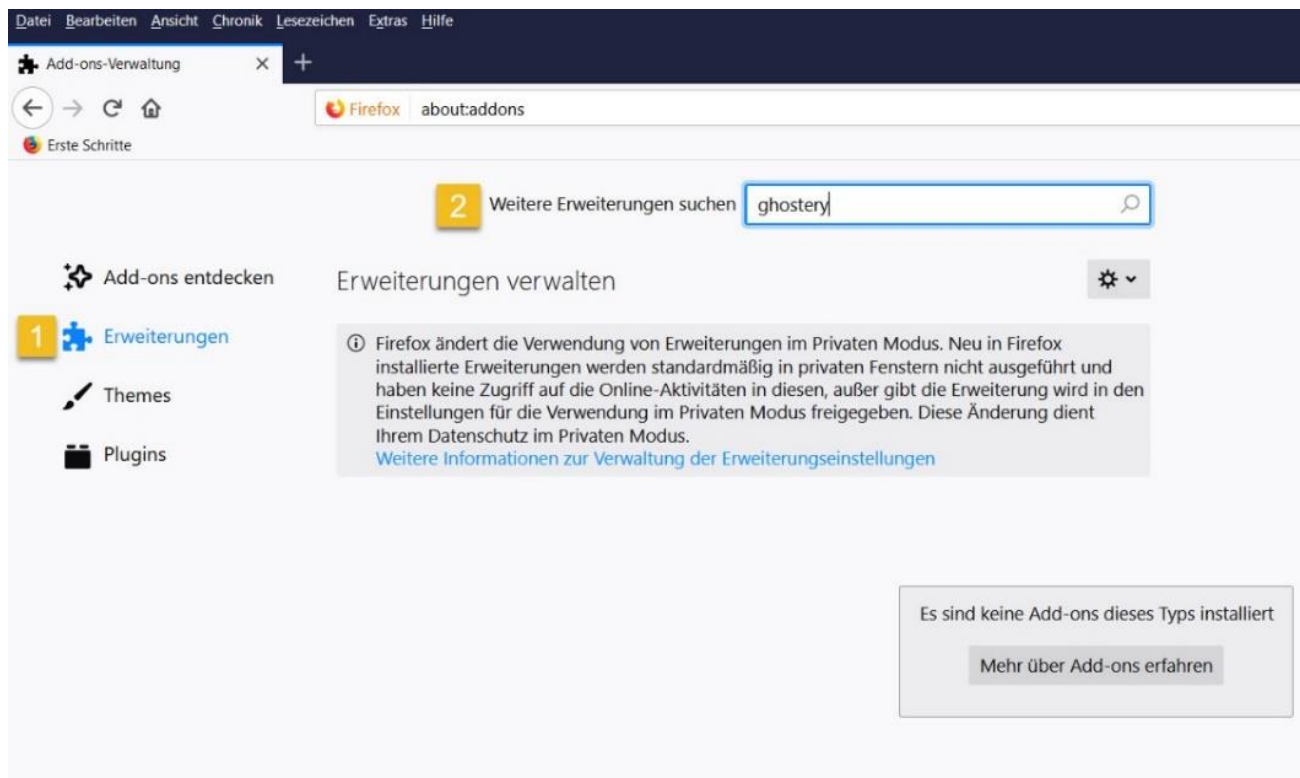 Datei Bearbeiten Ansicht Chronik Lesezeichen Extras Hilfe
Add-ons-Verwaltung
Firefox about:addons
Erste Schritte
2 Weitere Erweiterungen suchen ghostery
Add-ons entdecken
Erweiterungen verwalten
1 Erweiterungen
Firefox ändert die Verwendung von Erweiterungen im Privaten Modus. Neu in Firefox
installierte Erweiterungen werden standardmäßig in privaten Fenstern nicht ausgeführt und
haben keine Zugriff auf die Online-Aktivitäten in diesen, außer gibt die Erweiterung wird in den
Einstellungen für die Verwendung im Privaten Modus freigegeben. Diese Änderung dient
Ihrem Datenschutz im Privaten Modus.
Weitere Informationen zur Verwaltung der Erweiterungseinstellungen
Themes
Plugins
Es sind keine Add-ons dieses Typs installiert
Mehr über Add-ons erfahren